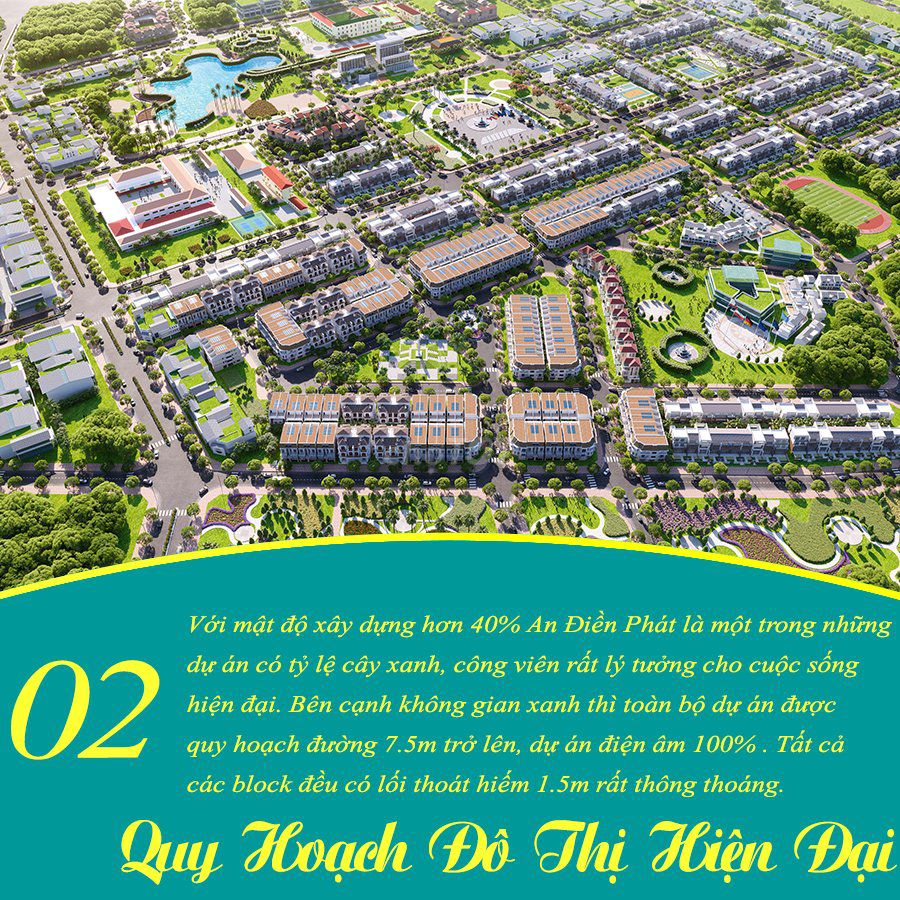 Với mật độ xây dựng hơn 40% An Điền Phát là một trong những
dự án có tỷ lệ cây xanh, công viên rất lý tưởng cho cuộc sống
hiện đại. Bên cạnh không gian xanh thì toàn bộ dự án được
quy hoạch đường 7.5m trở lên, dự án điện âm 100% . Tất cả
các block đều có lối thoát hiếm 1.5m rất thông thoáng.
02
Quy Hoạch Đô Thị Hiện Đại